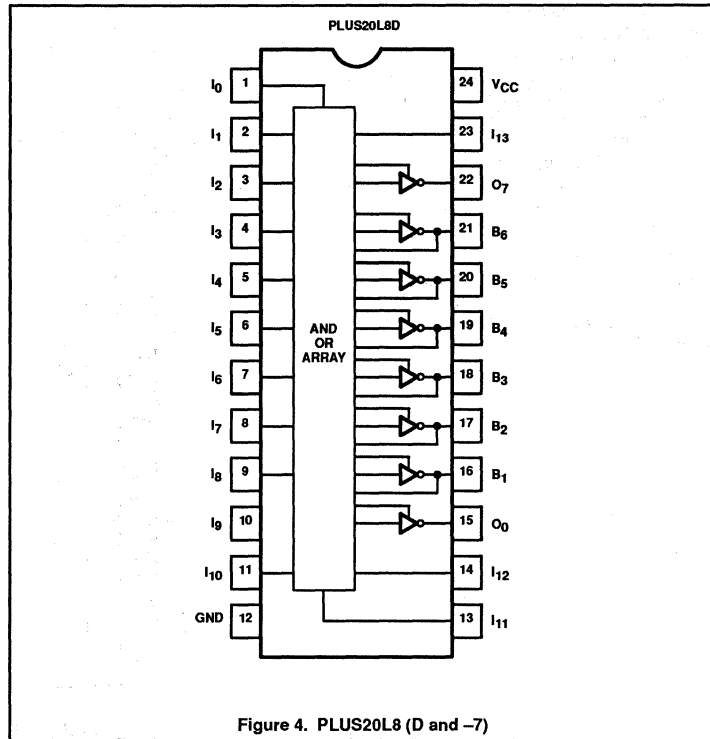 PLUS20L8D
I0 1 24 VCC
I1 2 23 I13
I2 3 22 O7
I3 4 21 B6
I4 5 20 B5
I5 6 19 B4
I6 7 18 B3
I7 8 17 B2
I8 9 16 B1
I9 10 15 O0
I10 11 14 I12
GND 12 13 I11
AND
OR
ARRAY
Figure 4. PLUS20L8 (D and –7)